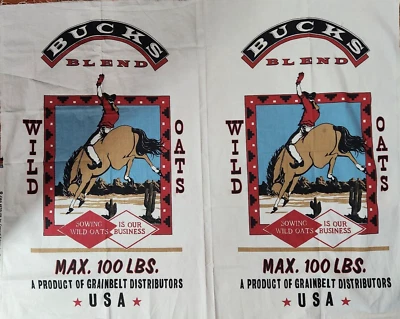 BUCKS
BLEND
WILD
OATS
SOWING WILD OATS
IS OUR BUSINESS
MAX. 100 LBS.
A PRODUCT OF GRAINBELT DISTRIBUTORS
USA
BUCKS
BLEND
WILD
OATS
SOWING WILD OATS
IS OUR BUSINESS
MAX. 100 LBS.
A PRODUCT OF GRAINBELT DISTRIBUTORS
USA